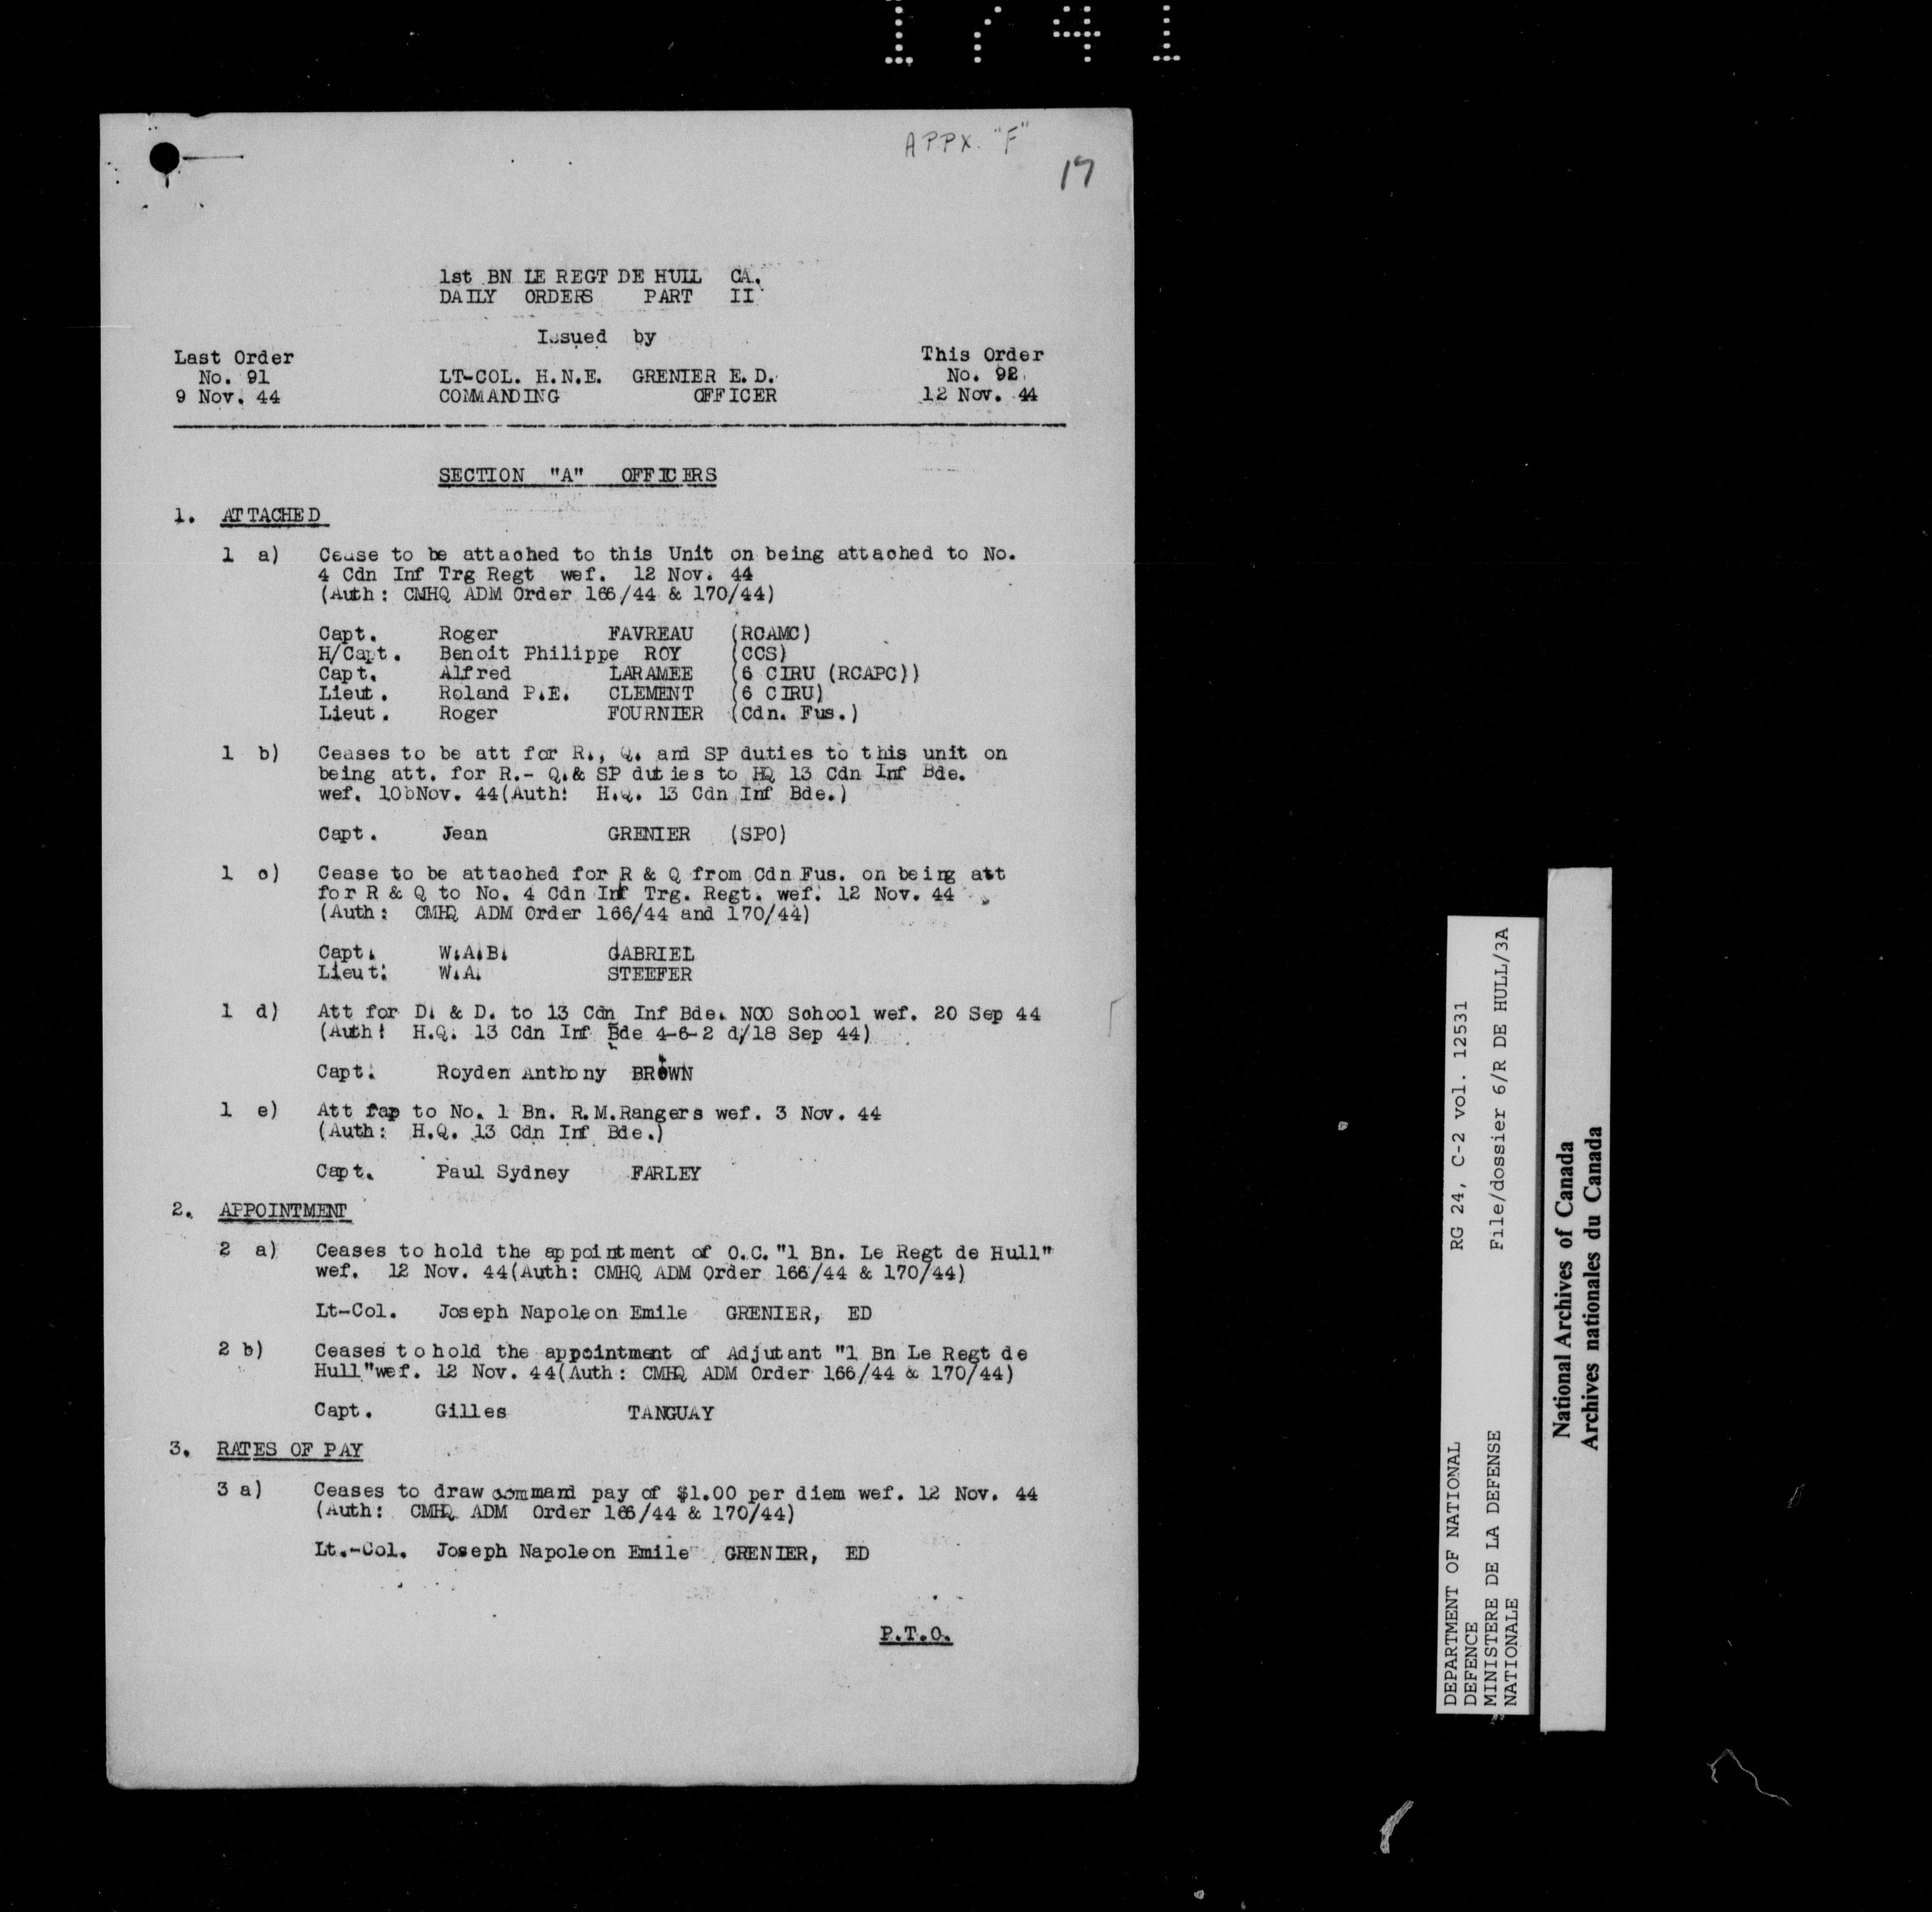 1741
APPX. "F"
17
1st BN LE REGT DE HULL CA.
DAILY ORDERS PART II
Issued by
Last Order
No. 91
9 Nov. 44
LT-COL. H.N.E. GRENIER E.D.
COMMANDING OFFICER
This Order
No. 92
12 Nov. 44
SECTION "A" OFFICERS
1. ATTACHED
1 a) Cease to be attached to this Unit on being attached to No.
4 Cdn Inf Trg Regt wef. 12 Nov. 44
(Auth: CMHQ ADM Order 166/44 & 170/44)
Capt. Roger FAVREAU (RCAMC)
H/Capt. Benoit Philippe ROY (CCS)
Capt. Alfred LARAMEE (6 CIRU (RCAPC))
Lieut. Roland P.E. CLEMENT (6 CIRU)
Lieut. Roger FOURNIER (Cdn. Fus.)
1 b) Ceases to be att for R., Q. and SP duties to this unit on
being att. for R.- Q.& SP duties to HQ 13 Cdn Inf Bde.
wef. 10bNov. 44(Auth: H.Q. 13 Cdn Inf Bde.)
Capt. Jean GRENIER (SPO)
1 c) Cease to be attached for R & Q from Cdn Fus. on being att
for R & Q to No. 4 Cdn Inf Trg. Regt. wef. 12 Nov. 44
(Auth: CMHQ ADM Order 166/44 and 170/44)
Capt. W.A.B. GABRIEL
Lieut. W.A. STEEFER
1 d) Att for D. & D. to 13 Cdn Inf Bde. NCO School wef. 20 Sep 44
(Auth: H.Q. 13 Cdn Inf Bde 4-6-2 d/18 Sep 44)
Capt. Royden Anthony BROWN
1 e) Att fap to No. 1 Bn. R.M.Rangers wef. 3 Nov. 44
(Auth: H.Q. 13 Cdn Inf Bde.)
Capt. Paul Sydney FARLEY
2. APPOINTMENT
2 a) Ceases to hold the appointment of O.C. "1 Bn. Le Regt de Hull"
wef. 12 Nov. 44(Auth: CMHQ ADM Order 166/44 & 170/44)
Lt-Col. Joseph Napoleon Emile GRENIER, ED
2 b) Ceases to hold the appointment of Adjutant "1 Bn Le Regt de
Hull"wef. 12 Nov. 44(Auth: CMHQ ADM Order 166/44 & 170/44)
Capt. Gilles TANGUAY
3. RATES OF PAY
3 a) Ceases to draw command pay of $1.00 per diem wef. 12 Nov. 44
(Auth: CMHQ ADM Order 166/44 & 170/44)
Lt.-Col. Joseph Napoleon Emile GRENIER, ED
P.T.O.
DEPARTMENT OF NATIONAL
DEFENCE
MINISTERE DE LA DEFENSE
NATIONALE
RG 24, C-2 vol. 12531
File/dossier 6/R DE HULL/3A
National Archives of Canada
Archives nationales du Canada